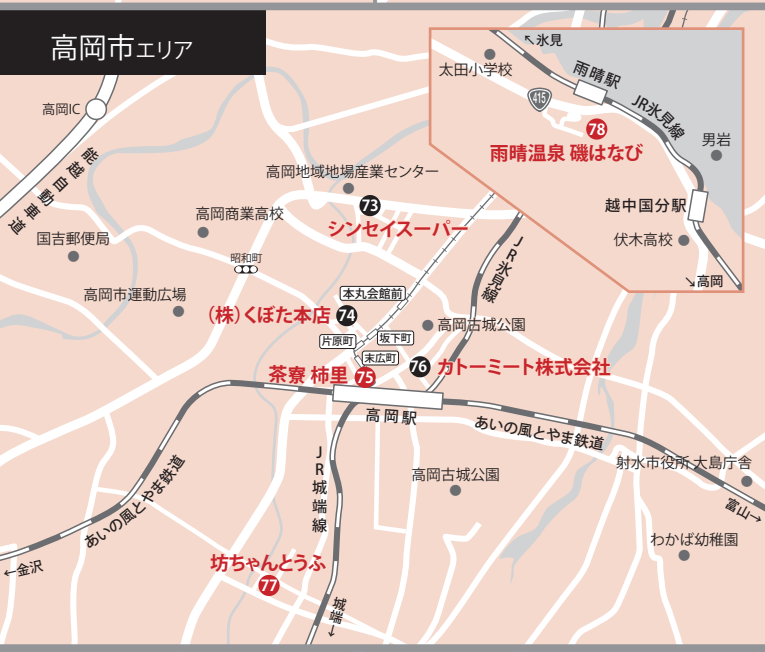 高岡市エリア
↖氷見
太田小学校
雨晴駅
415
JR氷見線
78
雨晴温泉 磯はなび
男岩
越中国分駅
伏木高校
↘高岡
高岡IC
能越自動車道
高岡地域地場産業センター
73
シンセイスーパー
高岡商業高校
国吉郵便局
昭和町
JR氷見線
高岡市運動広場
本丸会館前
(株)くぼた本店
74
高岡古城公園
片原町
坂下町
末広町
茶寮 柿里
75
76
カトーミート株式会社
高岡駅
あいの風とやま鉄道
JR城端線
高岡古城公園
射水市役所 大島庁舎
あいの風とやま鉄道
富山→
わかば幼稚園
←金沢
坊ちゃんとうふ
77
城端↓